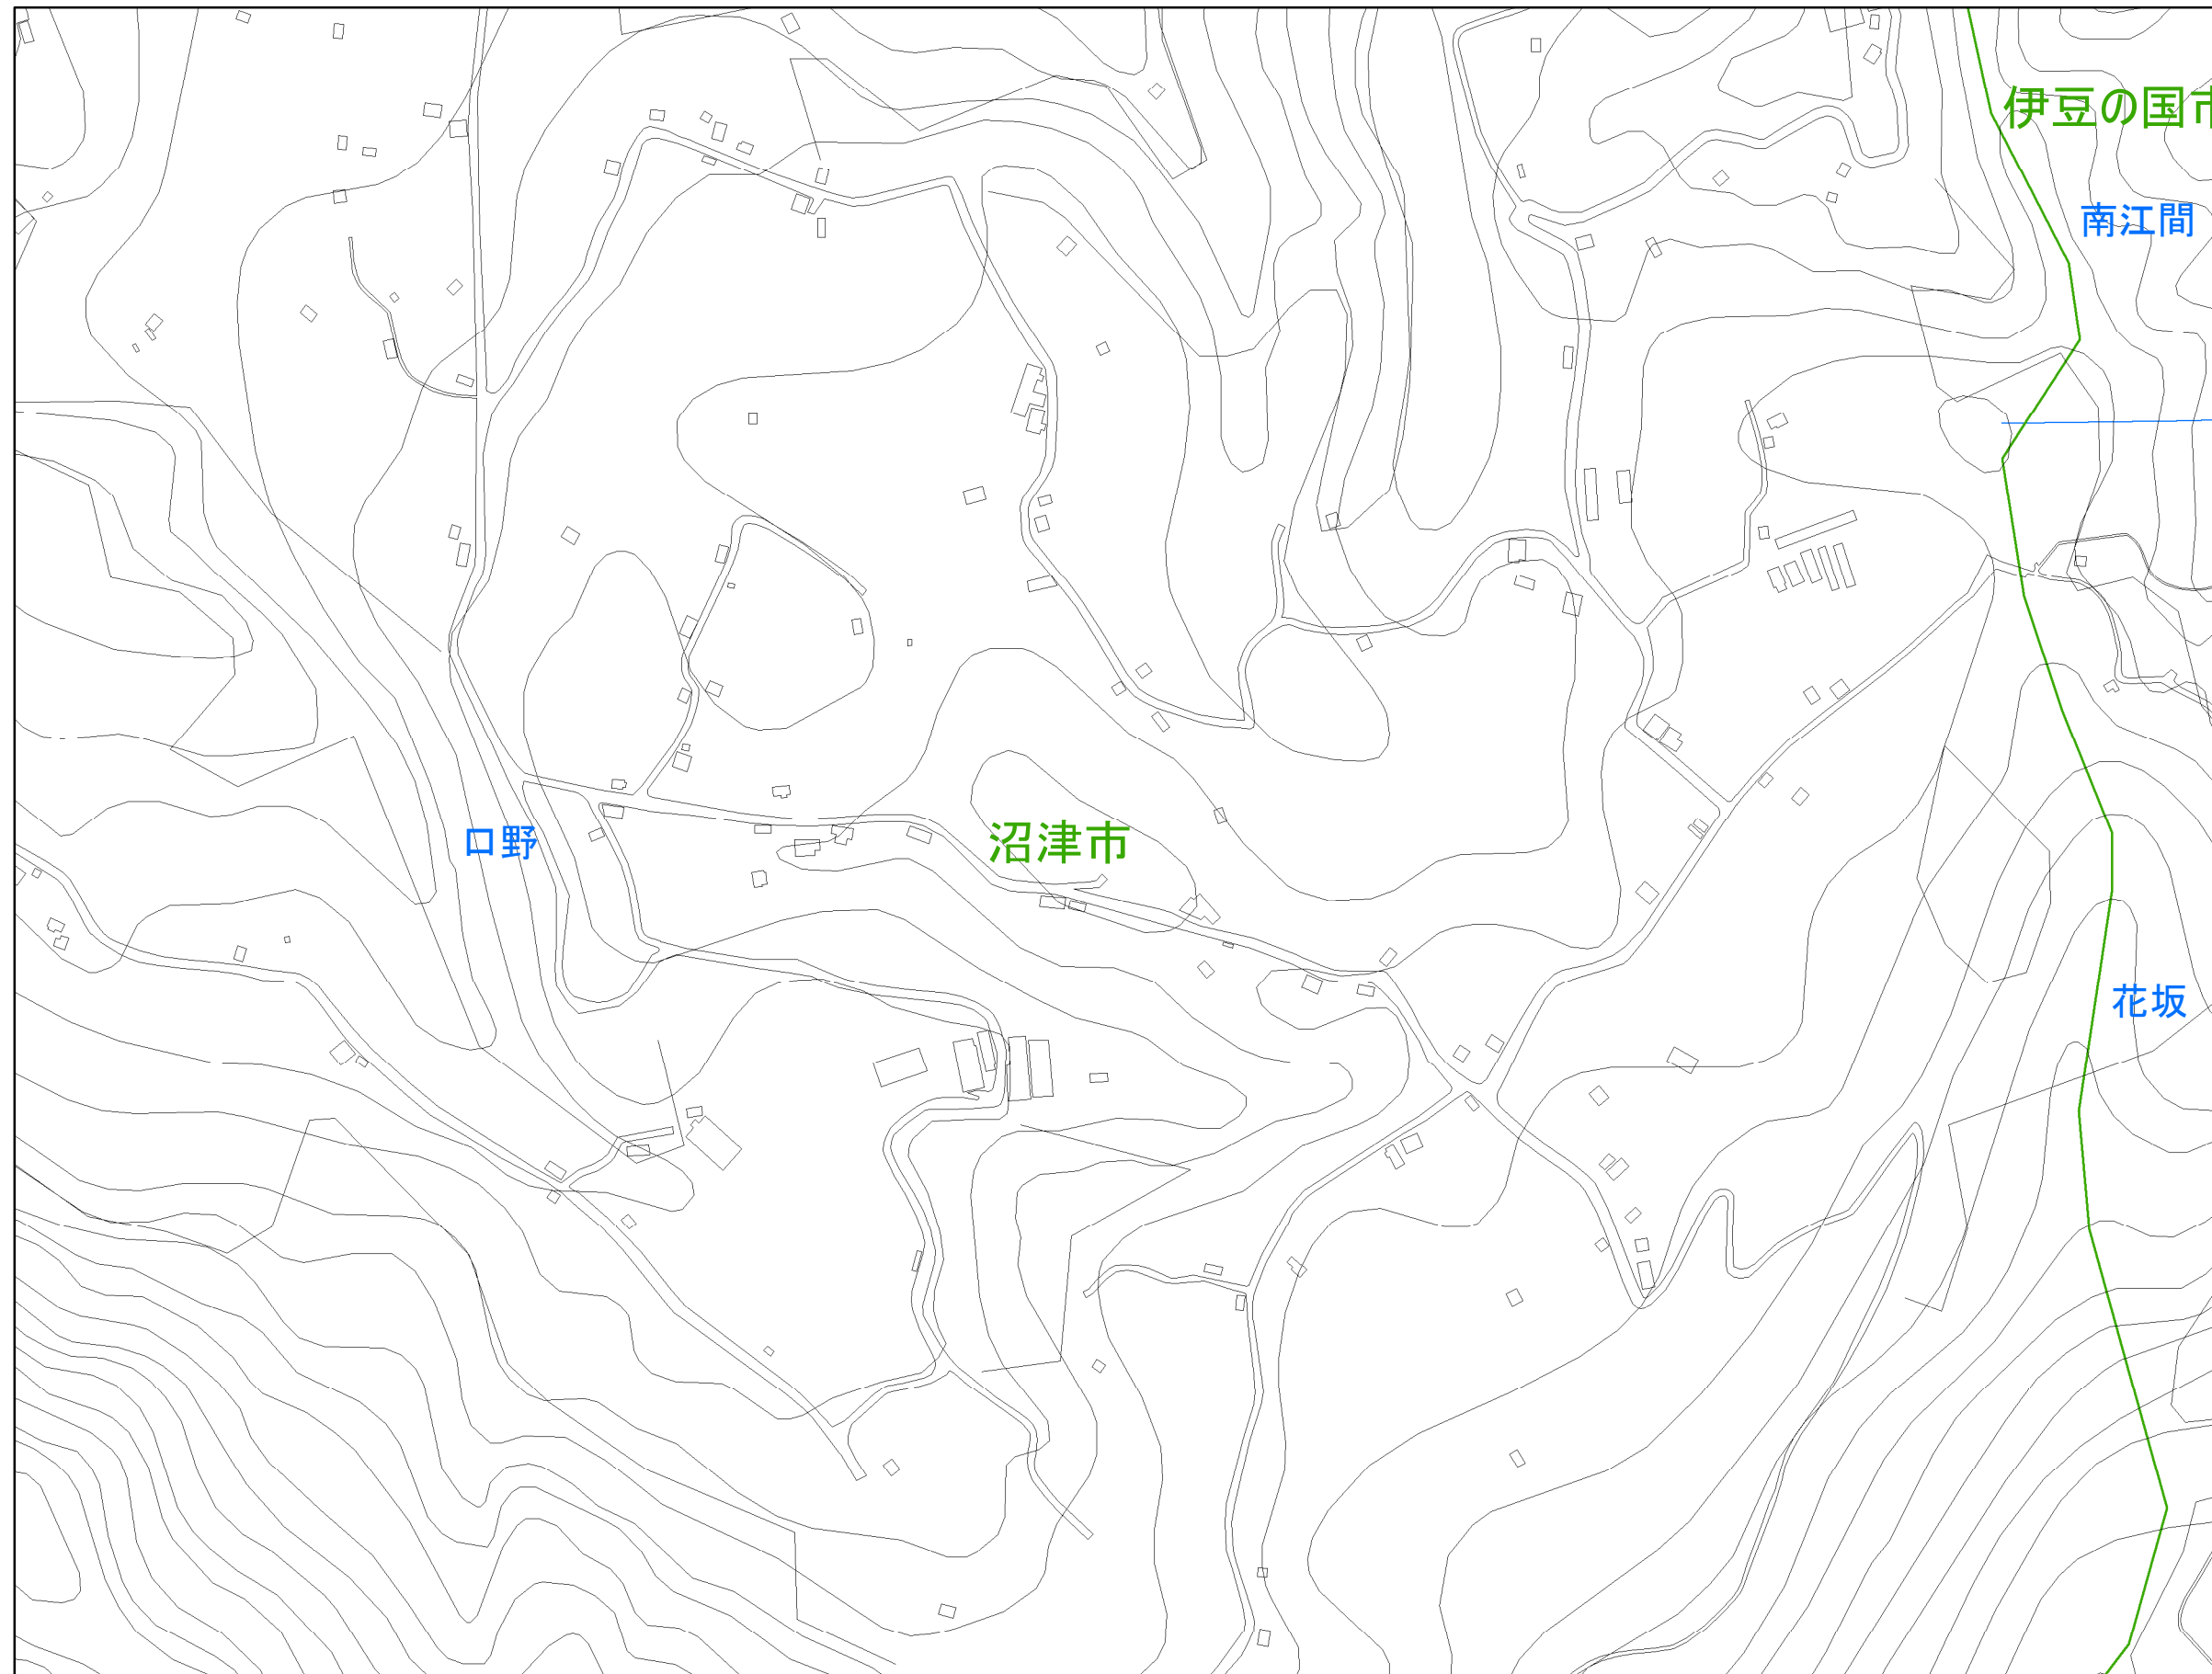 伊豆の国市
南江間
口野
沼津市
花坂